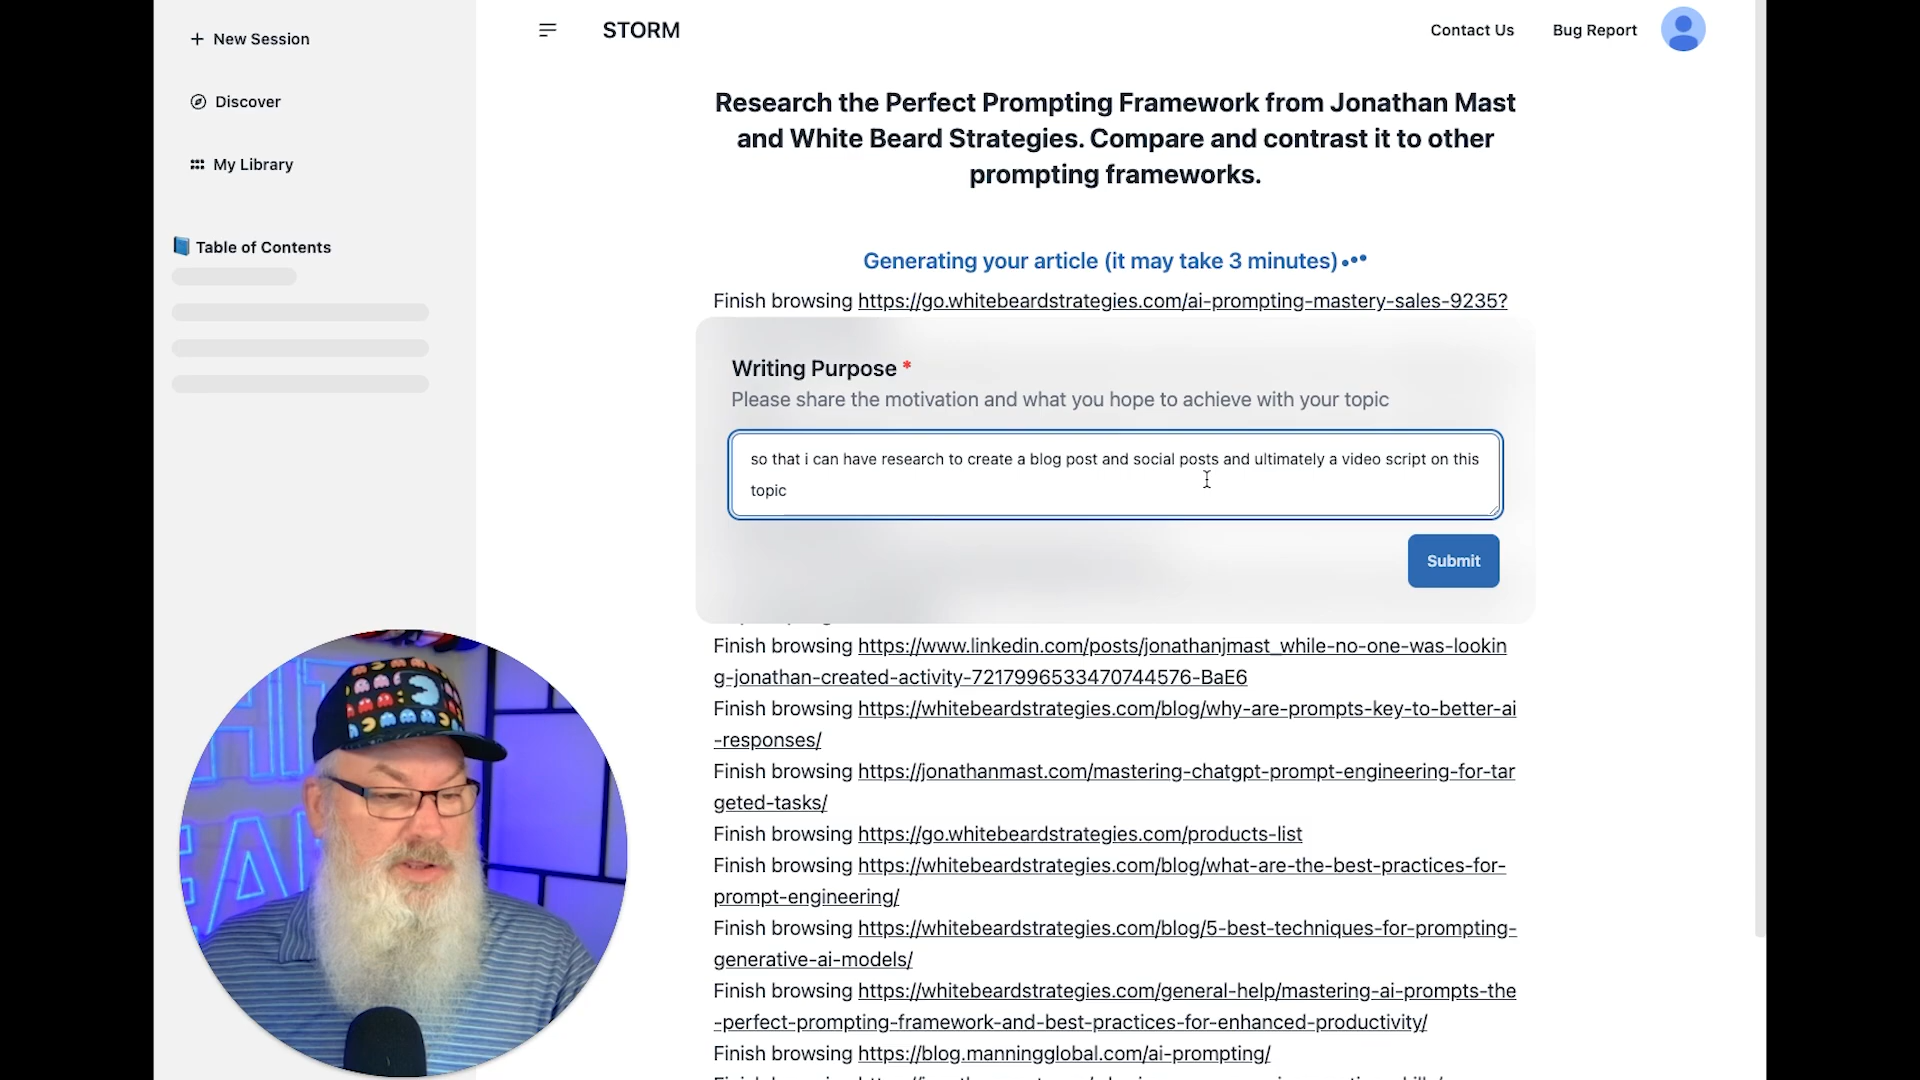 New Session
Discover
My Library
Table of Contents
STORM
Contact Us
Bug Report
Research the Perfect Prompting Framework from Jonathan Mast
and White Beard Strategies. Compare and contrast it to other
prompting frameworks.
Generating your article (it may take 3 minutes)
Finish browsing https://go.whitebeardstrategies.com/ai-prompting-mastery-sales-9235?
Writing Purpose *
Please share the motivation and what you hope to achieve with your topic
so that i can have research to create a blog post and social posts and ultimately a video script on this
topic
Submit
Finish browsing https://www.linkedin.com/posts/jonathanjmast_while-no-one-was-lookin
g-jonathan-created-activity-7217996533470744576-BaE6
Finish browsing https://whitebeardstrategies.com/blog/why-are-prompts-key-to-better-ai
-responses/
Finish browsing https://jonathanmast.com/mastering-chatgpt-prompt-engineering-for-tar
geted-tasks/
Finish browsing https://go.whitebeardstrategies.com/products-list
Finish browsing https://whitebeardstrategies.com/blog/what-are-the-best-practices-for-
prompt-engineering/
Finish browsing https://whitebeardstrategies.com/blog/5-best-techniques-for-prompting-
generative-ai-models/
Finish browsing https://whitebeardstrategies.com/general-help/mastering-ai-prompts-the
-perfect-prompting-framework-and-best-practices-for-enhanced-productivity/
Finish browsing https://blog.manningglobal.com/ai-prompting/